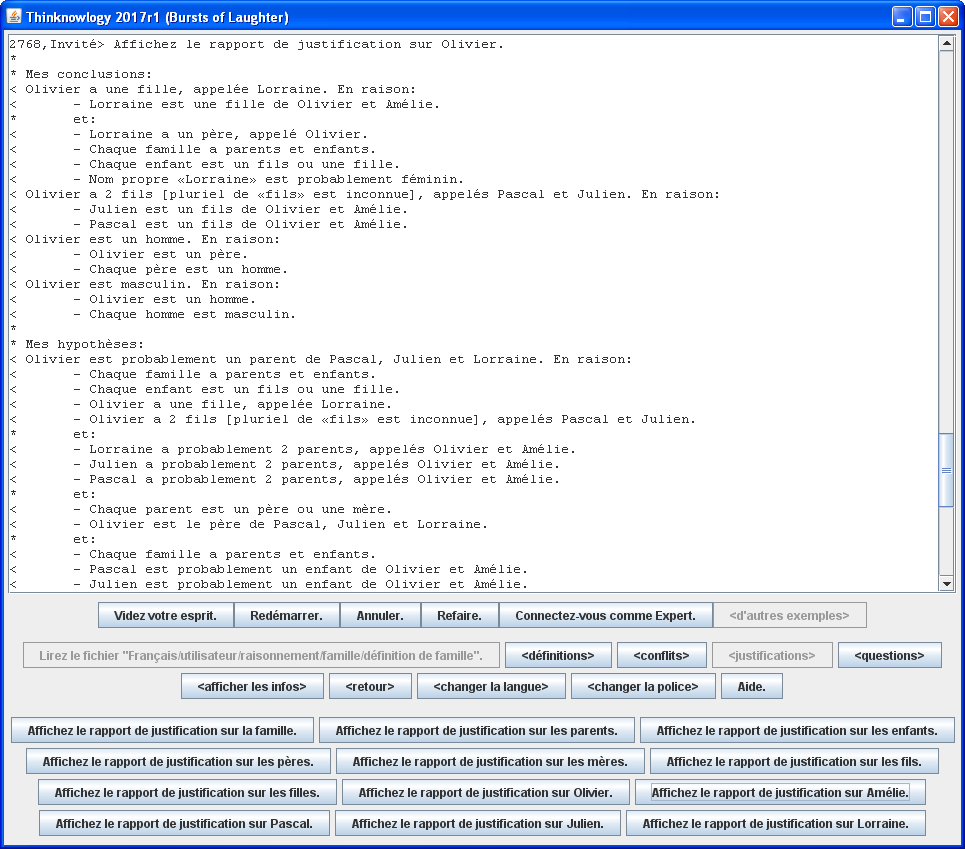 Thinknowlogy 2017r1 (Bursts of Laughter)
2768,Invité> Affichez le rapport de justification sur Olivier.
*
* Mes conclusions:
< Olivier a une fille, appelée Lorraine. En raison:
< - Lorraine est une fille de Olivier et Amélie.
* et:
< - Lorraine a un père, appelé Olivier.
< - Chaque famille a parents et enfants.
< - Chaque enfant est un fils ou une fille.
< - Nom propre «Lorraine» est probablement féminin.
< Olivier a 2 fils [pluriel de «fils» est inconnue], appelés Pascal et Julien. En raison:
< - Julien est un fils de Olivier et Amélie.
< - Pascal est un fils de Olivier et Amélie.
< Olivier est un homme. En raison:
< - Olivier est un père.
< - Chaque père est un homme.
< Olivier est masculin. En raison:
< - Olivier est un homme.
< - Chaque homme est masculin.
*
* Mes hypothèses:
< Olivier est probablement un parent de Pascal, Julien et Lorraine. En raison:
< - Chaque famille a parents et enfants.
< - Chaque enfant est un fils ou une fille.
< - Olivier a une fille, appelée Lorraine.
< - Olivier a 2 fils [pluriel de «fils» est inconnue], appelés Pascal et Julien.
* et:
< - Lorraine a probablement 2 parents, appelés Olivier et Amélie.
< - Julien a probablement 2 parents, appelés Olivier et Amélie.
< - Pascal a probablement 2 parents, appelés Olivier et Amélie.
* et:
< - Chaque parent est un père ou une mère.
< - Olivier est le père de Pascal, Julien et Lorraine.
* et:
< - Chaque famille a parents et enfants.
< - Pascal est probablement un enfant de Olivier et Amélie.
< - Julien est probablement un enfant de Olivier et Amélie.
Videz votre esprit. Redémarrer. Annuler. Refaire. Connectez-vous comme Expert. <d'autres exemples>
Lirez le fichier "Français/utilisateur/raisonnement/famille/définition de famille". <définitions> <conflits> <justifications> <questions>
<afficher les infos> <retour> <changer la langue> <changer la police> Aide.
Affichez le rapport de justification sur la famille. Affichez le rapport de justification sur les parents. Affichez le rapport de justification sur les enfants.
Affichez le rapport de justification sur les pères. Affichez le rapport de justification sur les mères. Affichez le rapport de justification sur les fils.
Affichez le rapport de justification sur les filles. Affichez le rapport de justification sur Olivier. Affichez le rapport de justification sur Amélie.
Affichez le rapport de justification sur Pascal. Affichez le rapport de justification sur Julien. Affichez le rapport de justification sur Lorraine.